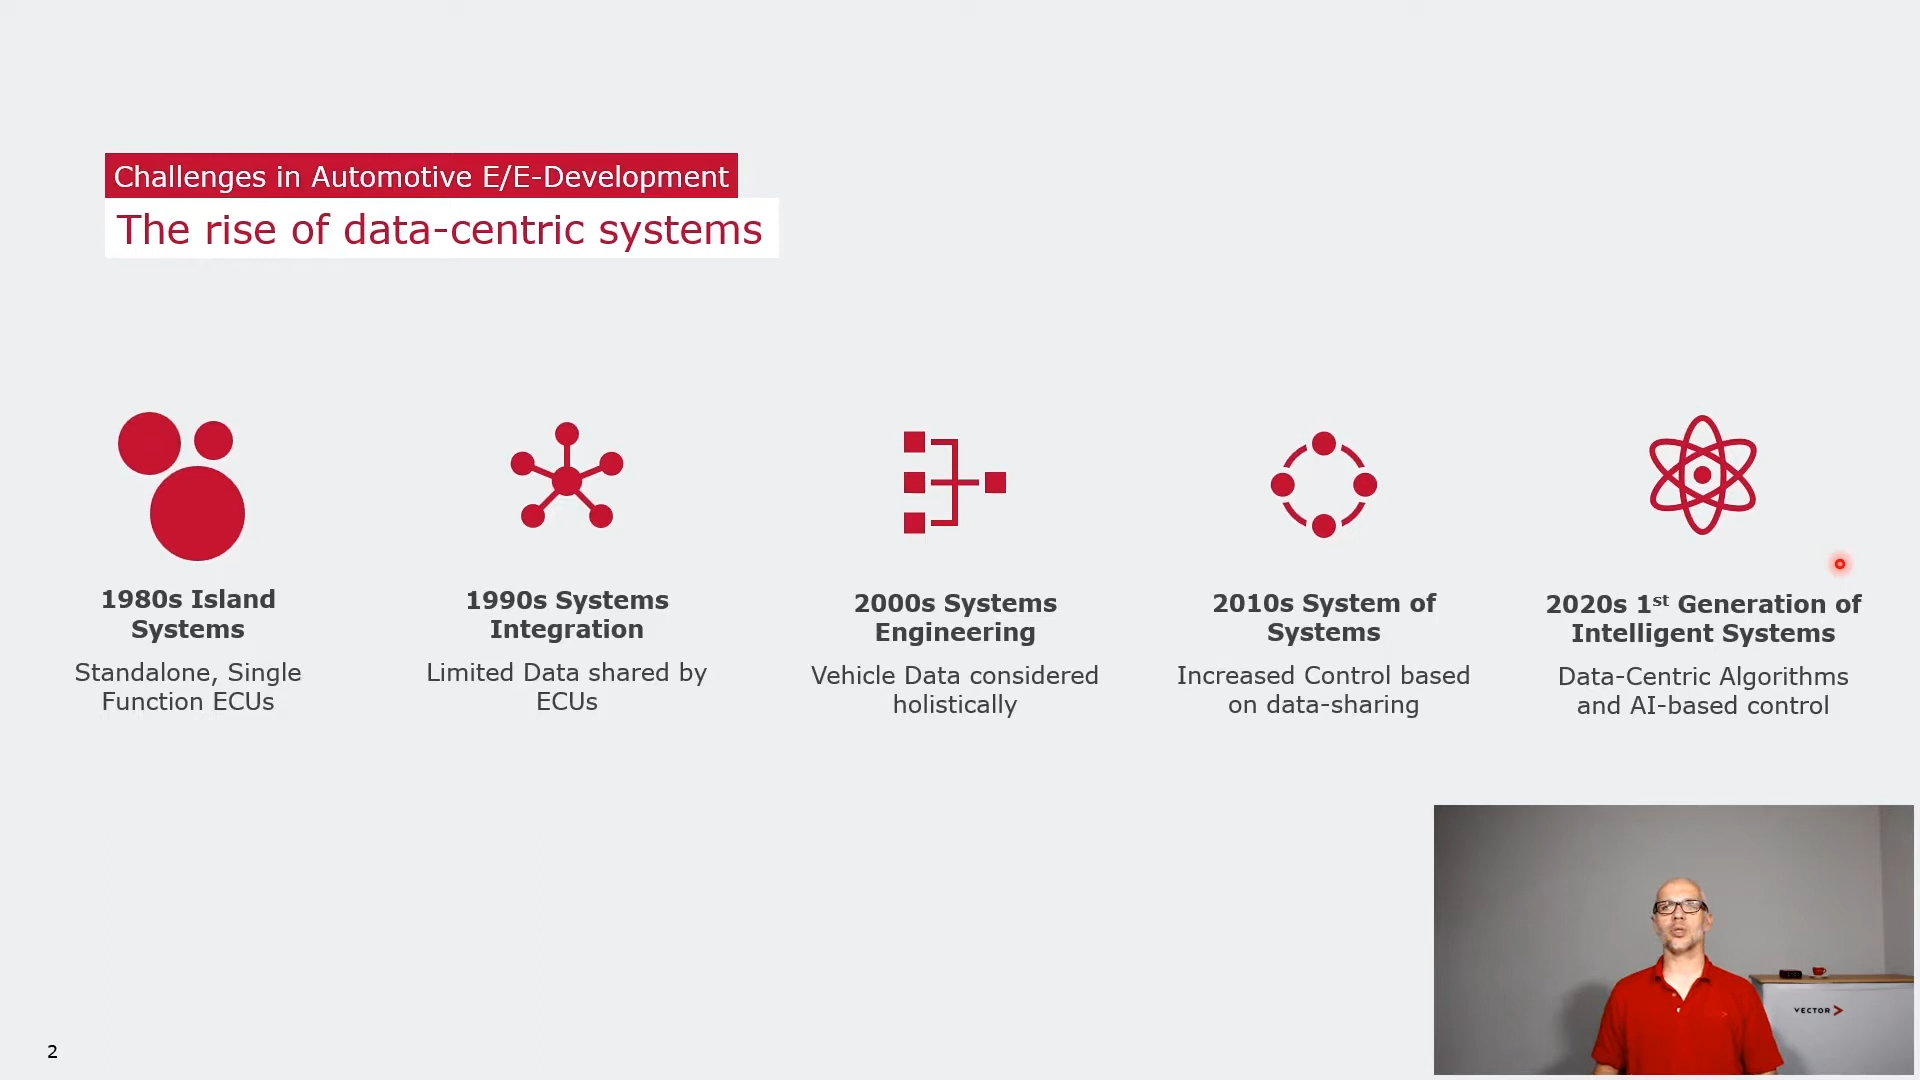 Challenges in Automotive E/E-Development
The rise of data-centric systems
1980s Island
Systems
Standalone, Single
Function ECUs
1990s Systems
Integration
Limited Data shared by
ECUs
2000s Systems
Engineering
Vehicle Data considered
holistically
2010s System of
Systems
Increased Control based
on data-sharing
2020s 1st Generation of
Intelligent Systems
Data-Centric Algorithms
and AI-based control
VECTOR
2